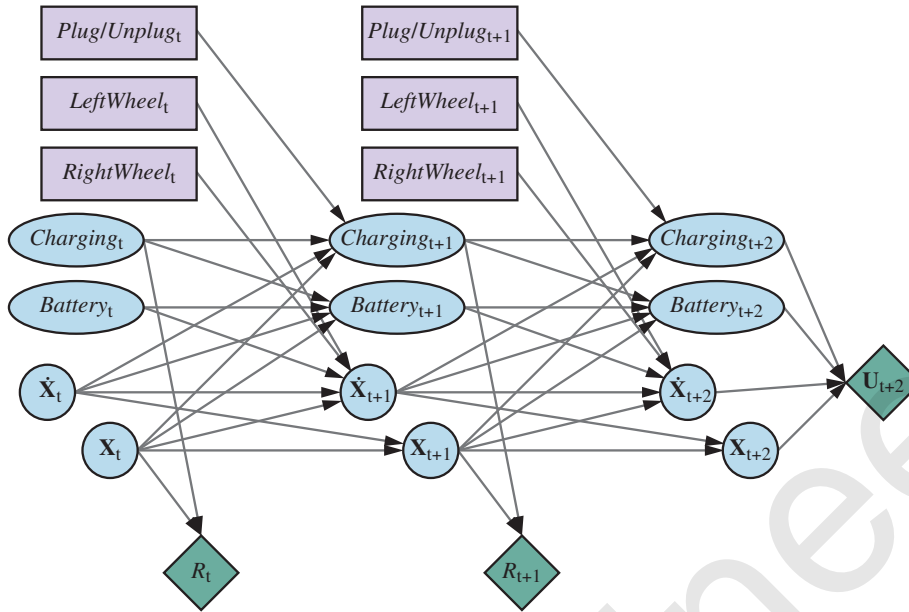 Plug/Unplug_t Plug/Unplug_t+1
LeftWheel_t LeftWheel_t+1
RightWheel_t RightWheel_t+1
Charging_t Charging_t+1 Charging_t+2
Battery_t Battery_t+1 Battery_t+2
Ẋ_t Ẋ_t+1 Ẋ_t+2 U_t+2
X_t X_t+1 X_t+2
R_t R_t+1